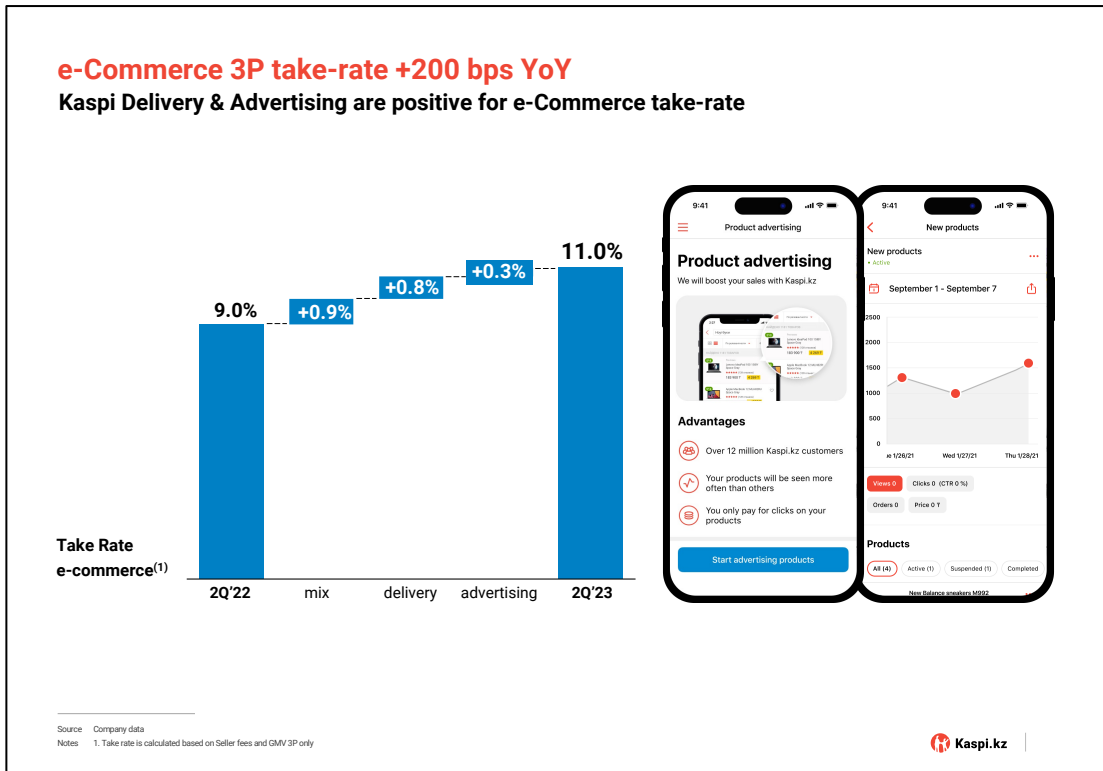 e-Commerce 3P take-rate +200 bps YoY
Kaspi Delivery & Advertising are positive for e-Commerce take-rate
9.0%
+0.9%
+0.8%
+0.3%
11.0%
Take Rate
e-commerce(1)
2Q'22
mix
delivery
advertising
2Q'23
9:41
Product advertising
Product advertising
We will boost your sales with Kaspi.kz
Advantages
Over 12 million Kaspi.kz customers
Your products will be seen more
often than others
You only pay for clicks on your
products
Start advertising products
9:41
New products
New products
• Active
September 1 - September 7
2500
2000
1500
1000
500
0
ue 1/26/21
Wed 1/27/21
Thu 1/28/21
Views 0
Clicks 0 (CTR 0 %)
Orders 0
Price 0 ₸
Products
All (4)
Active (1)
Suspended (1)
Completed
New Balance sneakers M992
Source Company data
Notes 1. Take rate is calculated based on Seller fees and GMV 3P only
Kaspi.kz